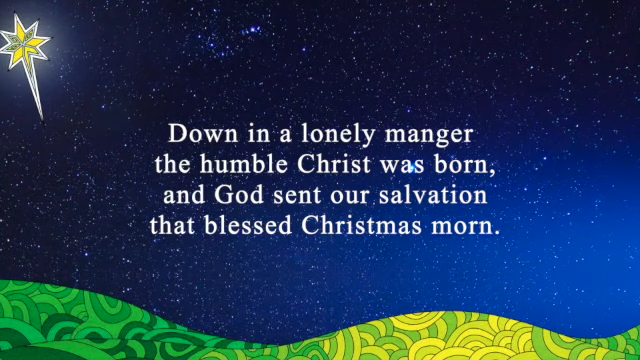 Down in a lonely manger
the humble Christ was born,
and God sent our salvation
that blessed Christmas morn.